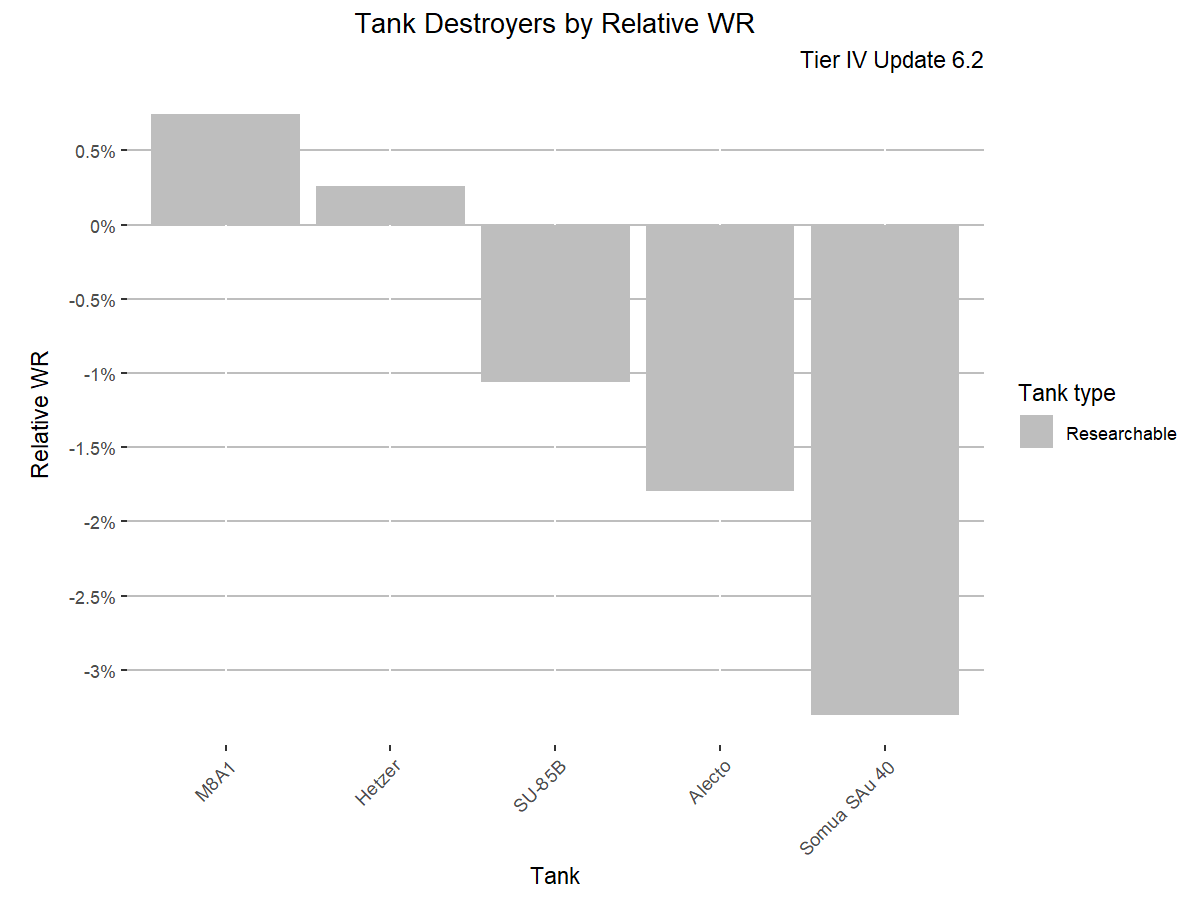 Tank Destroyers by Relative WR
Tier IV Update 6.2
0.5%
0%
-0.5%
-1%
-1.5%
-2%
-2.5%
-3%
Relative WR
M8A1
Hetzer
SU-85B
Alecto
Somua SAu 40
Tank
Tank type
Researchable